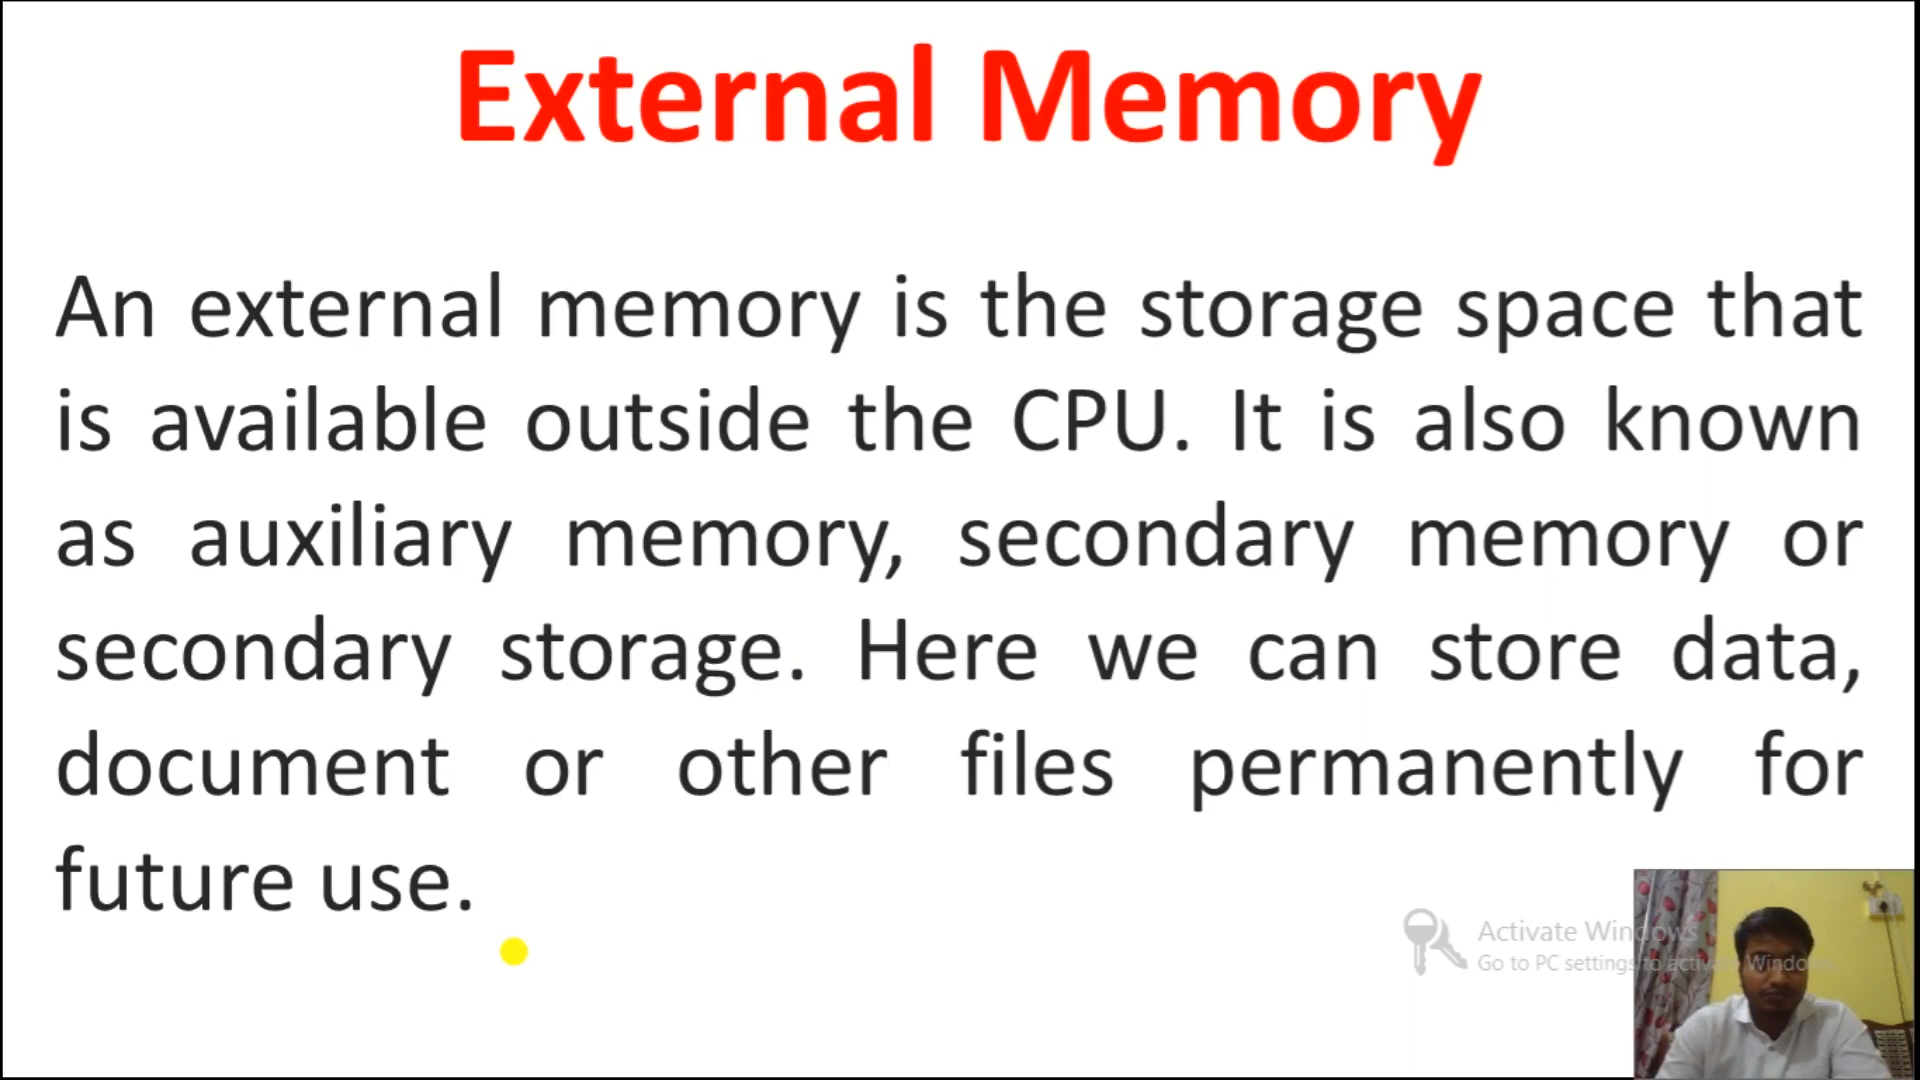 External Memory
An external memory is the storage space that
is available outside the CPU. It is also known
as auxiliary memory, secondary memory or
secondary storage. Here we can store data,
document or other files permanently for
future use.
Activate Windows
Go to PC settings to activate Windows